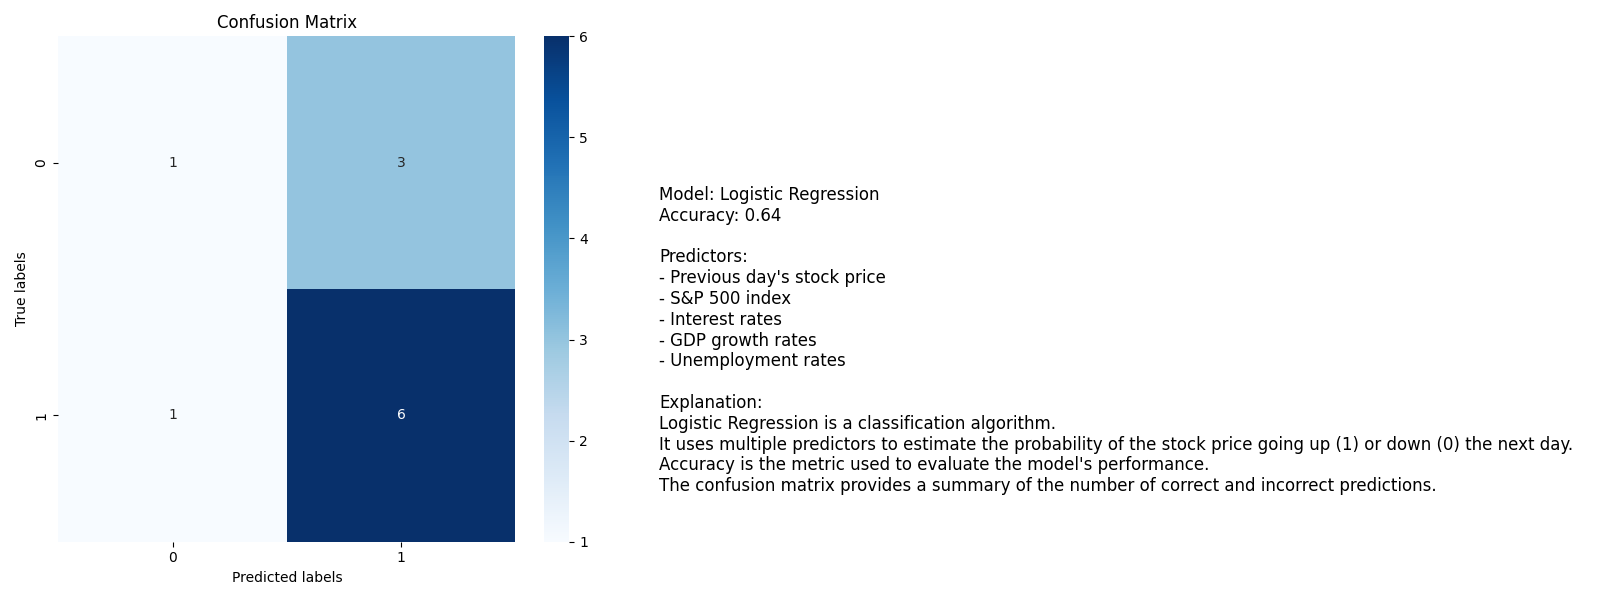 Confusion Matrix
True labels
0
1
1
3
1
6
0
1
Predicted labels
6
5
4
3
2
1
Model: Logistic Regression
Accuracy: 0.64
Predictors:
- Previous day's stock price
- S&P 500 index
- Interest rates
- GDP growth rates
- Unemployment rates
Explanation:
Logistic Regression is a classification algorithm.
It uses multiple predictors to estimate the probability of the stock price going up (1) or down (0) the next day.
Accuracy is the metric used to evaluate the model's performance.
The confusion matrix provides a summary of the number of correct and incorrect predictions.